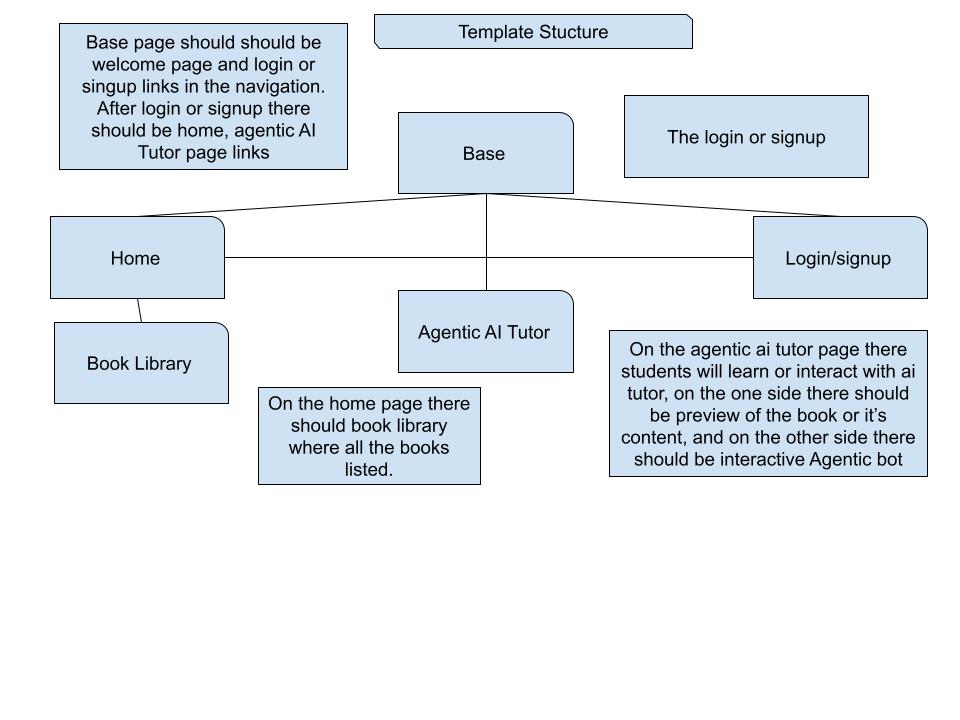 Template Stucture
Base page should should be
welcome page and login or
singup links in the navigation.
After login or signup there
should be home, agentic AI
Tutor page links
Base
The login or signup
Home
Login/signup
Agentic AI Tutor
Book Library
On the home page there
should book library
where all the books
listed.
On the agentic ai tutor page there
students will learn or interact with ai
tutor, on the one side there should
be preview of the book or it’s
content, and on the other side there
should be interactive Agentic bot